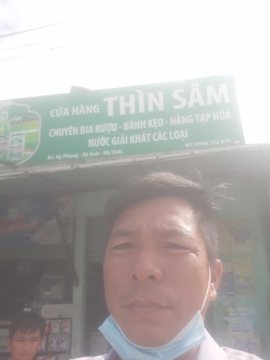 CỬA HÀNG THÌN SÂM
CHUYÊN BIA RƯỢU - BÁNH KẸO - HÀNG TẠP HÓA
NƯỚC GIẢI KHÁT CÁC LOẠI